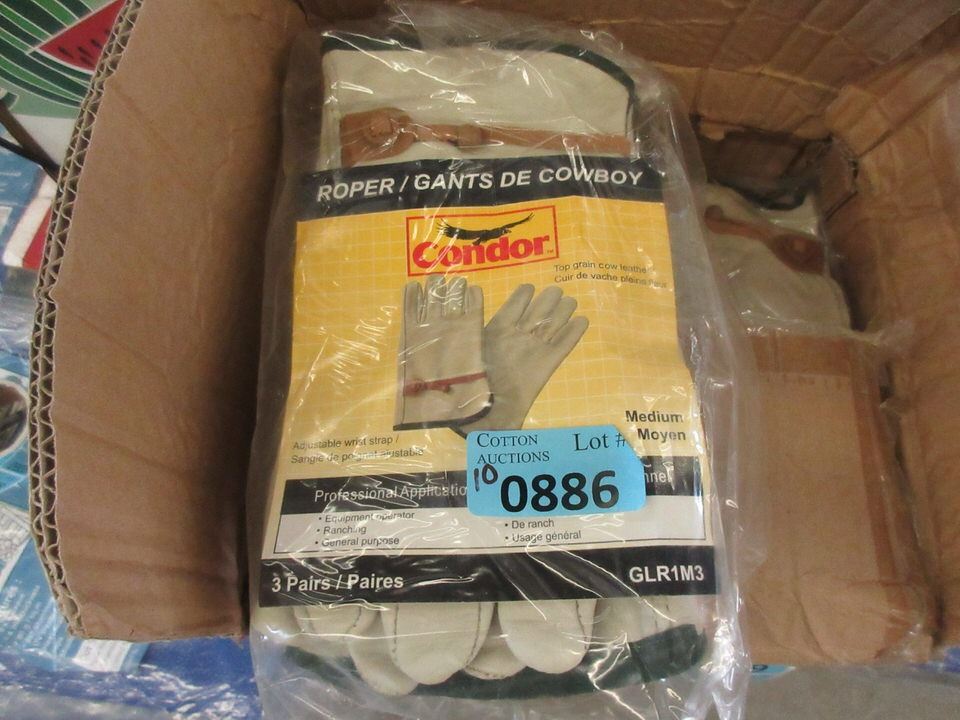 ROPER / GANTS DE COWBOY
Condor
Top grain cow leather
Cuir de vache pleine fleur
Medium
Moyen
Adjustable wrist strap /
Sangle de poignet ajustable
COTTON
AUCTIONS
Lot #
10
0886
Professional
• Equipment operator
• Ranching
• General purpose
• De ranch
• Usage général
3 Pairs / Paires
GLR1M3